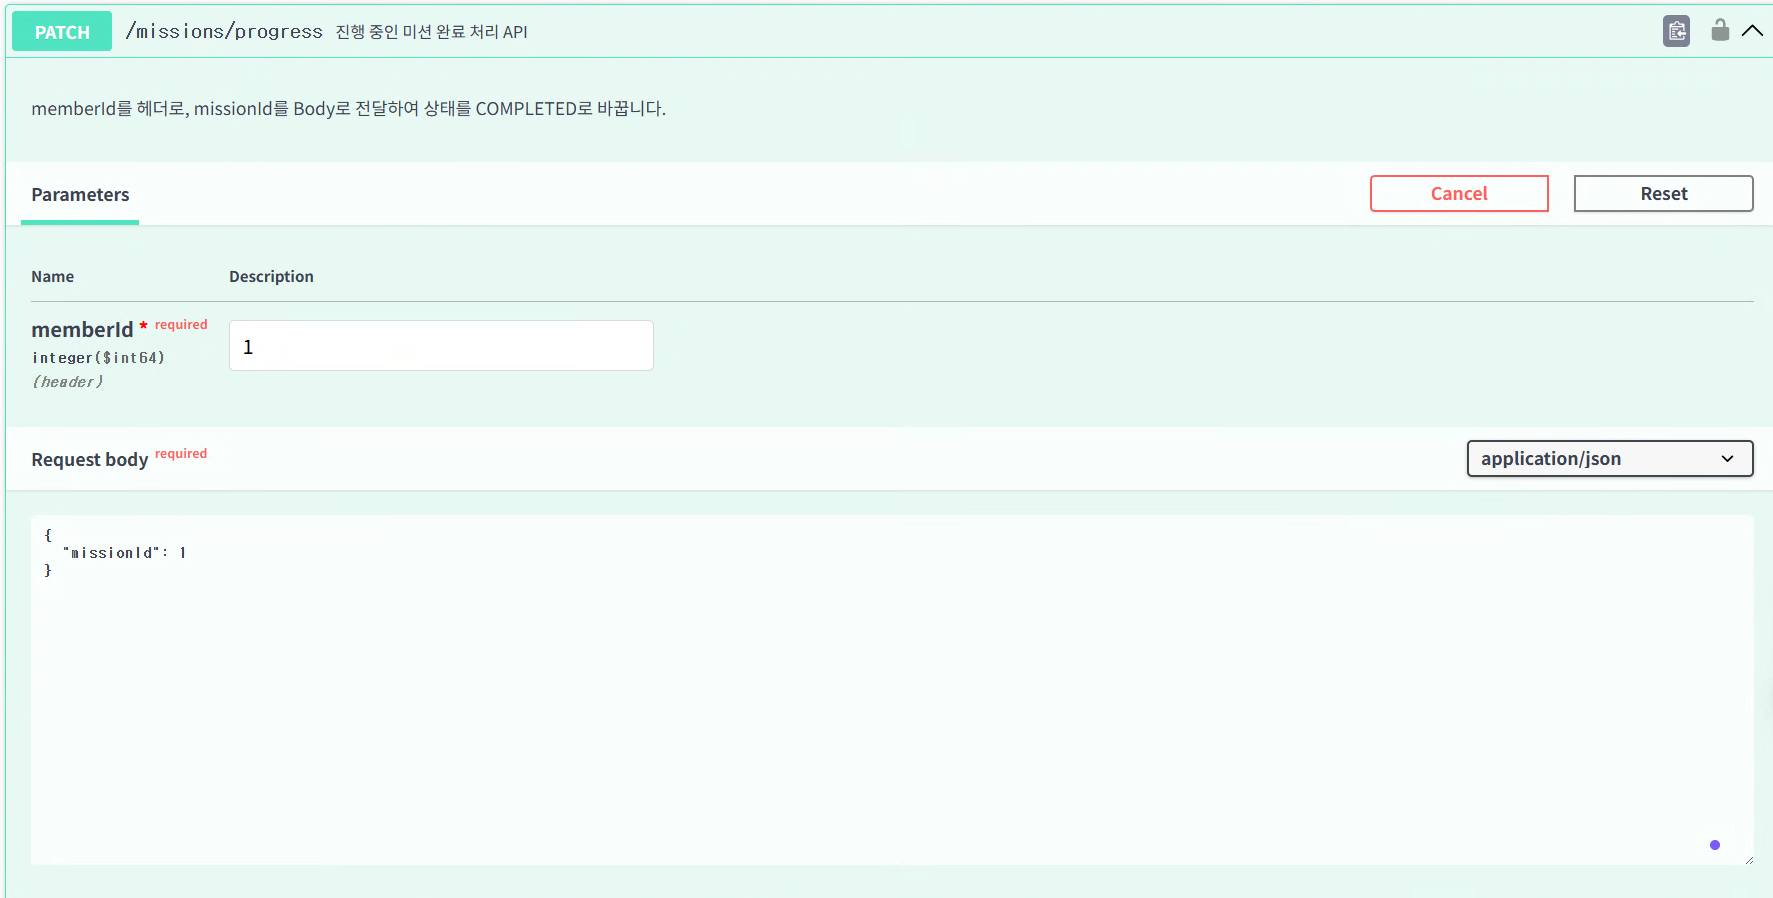 PATCH /missions/progress 진행 중인 미션 완료 처리 API
memberId를 헤더로, missionId를 Body로 전달하여 상태를 COMPLETED로 바꿉니다.
Parameters Cancel Reset
Name Description
memberId * required 1
integer($int64)
(header)
Request body required application/json
{
"missionId": 1
}